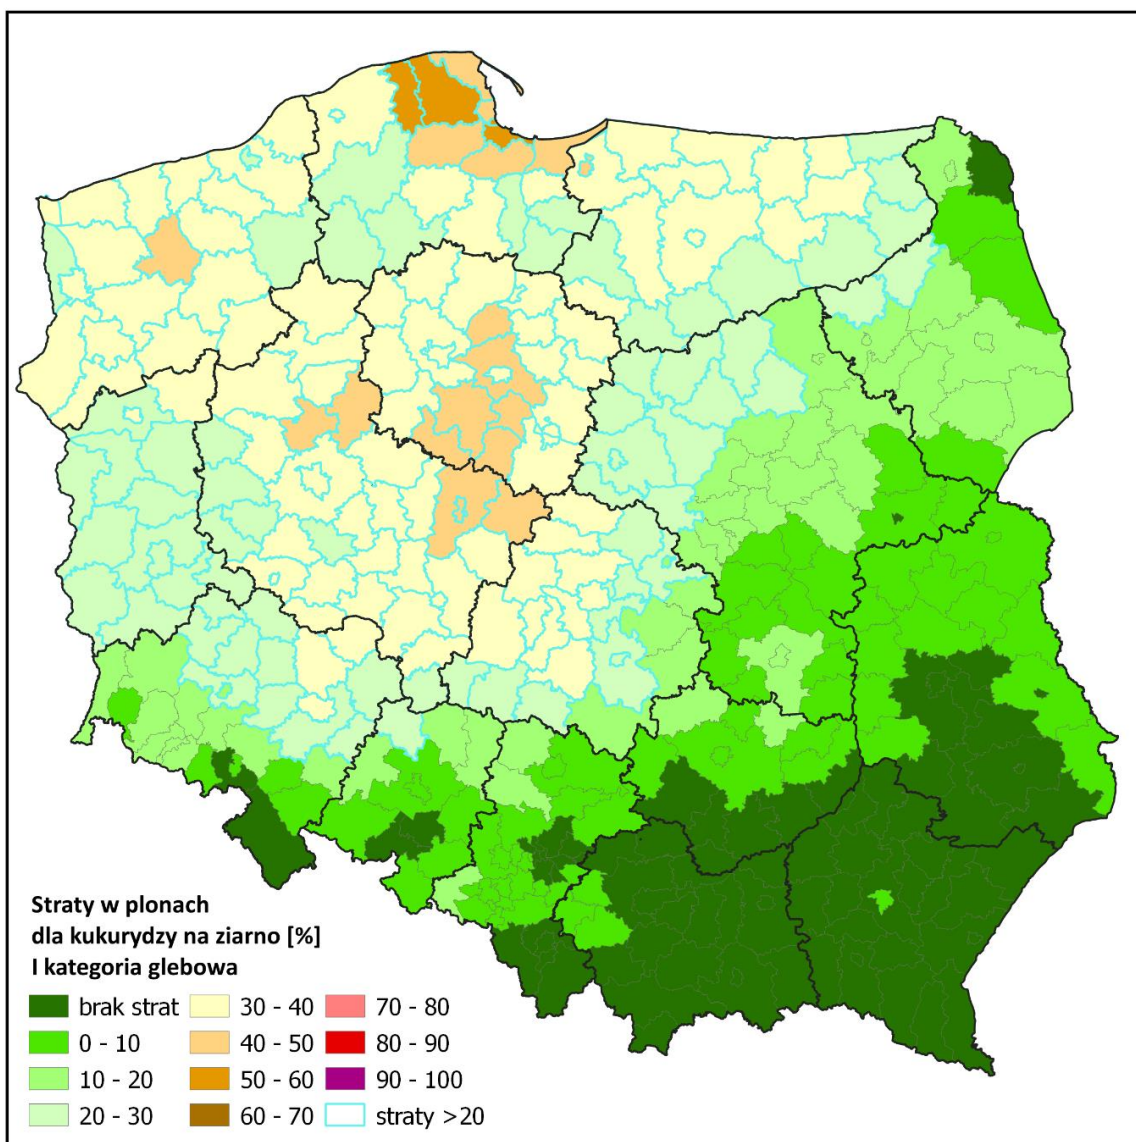 Straty w plonach
dla kukurydzy na ziarno [%]
I kategoria glebowa
brak strat
0 - 10
10 - 20
20 - 30
30 - 40
40 - 50
50 - 60
60 - 70
70 - 80
80 - 90
90 - 100
straty >20